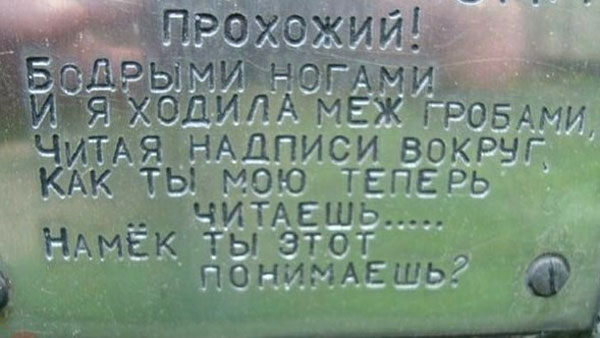 ПРОХОЖИЙ!
БОДРЫМИ НОГАМИ
И Я ХОДИЛА МЕЖ ГРОБАМИ,
ЧИТАЯ НАДПИСИ ВОКРУГ,
КАК ТЫ МОЮ ТЕПЕРЬ
ЧИТАЕШЬ.....
НАМЁК ТЫ ЭТОТ
ПОНИМАЕШЬ?